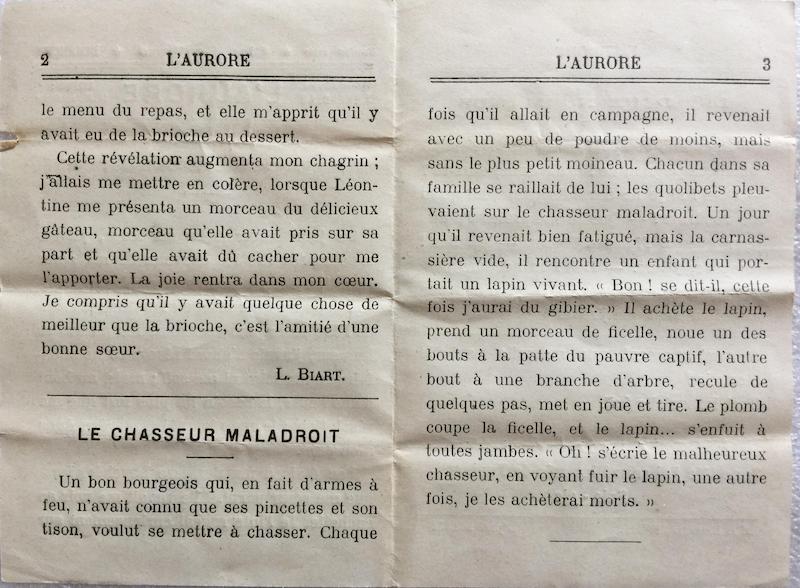 2 L'AURORE
le menu du repas, et elle m'apprit qu'il y
avait eu de la brioche au dessert.
Cette révélation augmenta mon chagrin ;
j'allais me mettre en colère, lorsque Léon-
tine me présenta un morceau du délicieux
gâteau, morceau qu'elle avait pris sur sa
part et qu'elle avait dû cacher pour me
l'apporter. La joie rentra dans mon cœur.
Je compris qu'il y avait quelque chose de
meilleur que la brioche, c'est l'amitié d'une
bonne sœur.
L. BIART.
LE CHASSEUR MALADROIT
Un bon bourgeois qui, en fait d'armes à
feu, n'avait connu que ses pincettes et son
tison, voulut se mettre à chasser. Chaque
L'AURORE 3
fois qu'il allait en campagne, il revenait
avec un peu de poudre de moins, mais
sans le plus petit moineau. Chacun dans sa
famille se raillait de lui ; les quolibets pleu-
vaient sur le chasseur maladroit. Un jour
qu'il revenait bien fatigué, mais la carnas-
sière vide, il rencontre un enfant qui por-
tait un lapin vivant. « Bon ! se dit-il, cette
fois j'aurai du gibier. » Il achète le lapin,
prend un morceau de ficelle, noue un des
bouts à la patte du pauvre captif, l'autre
bout à une branche d'arbre, recule de
quelques pas, met en joue et tire. Le plomb
coupe la ficelle, et le lapin... s'enfuit à
toutes jambes. « Oh ! s'écrie le malheureux
chasseur, en voyant fuir le lapin, une autre
fois, je les achèterai morts. »